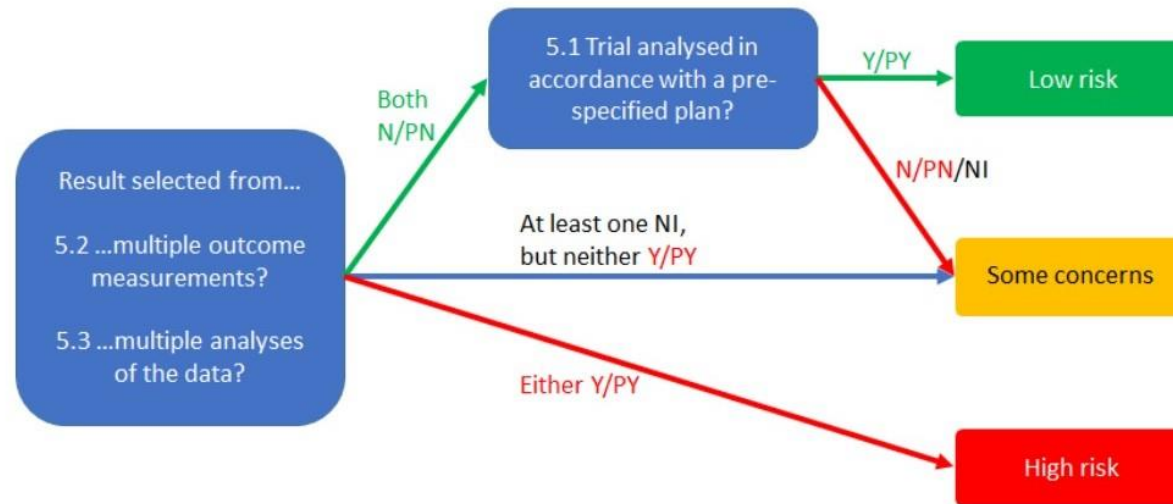 5.1 Trial analysed in
accordance with a pre-
specified plan?
Y/PY
Low risk
Both
N/PN
N/PN/NI
Result selected from...
5.2 ...multiple outcome
measurements?
5.3 ...multiple analyses
of the data?
At least one NI,
but neither Y/PY
Some concerns
Either Y/PY
High risk